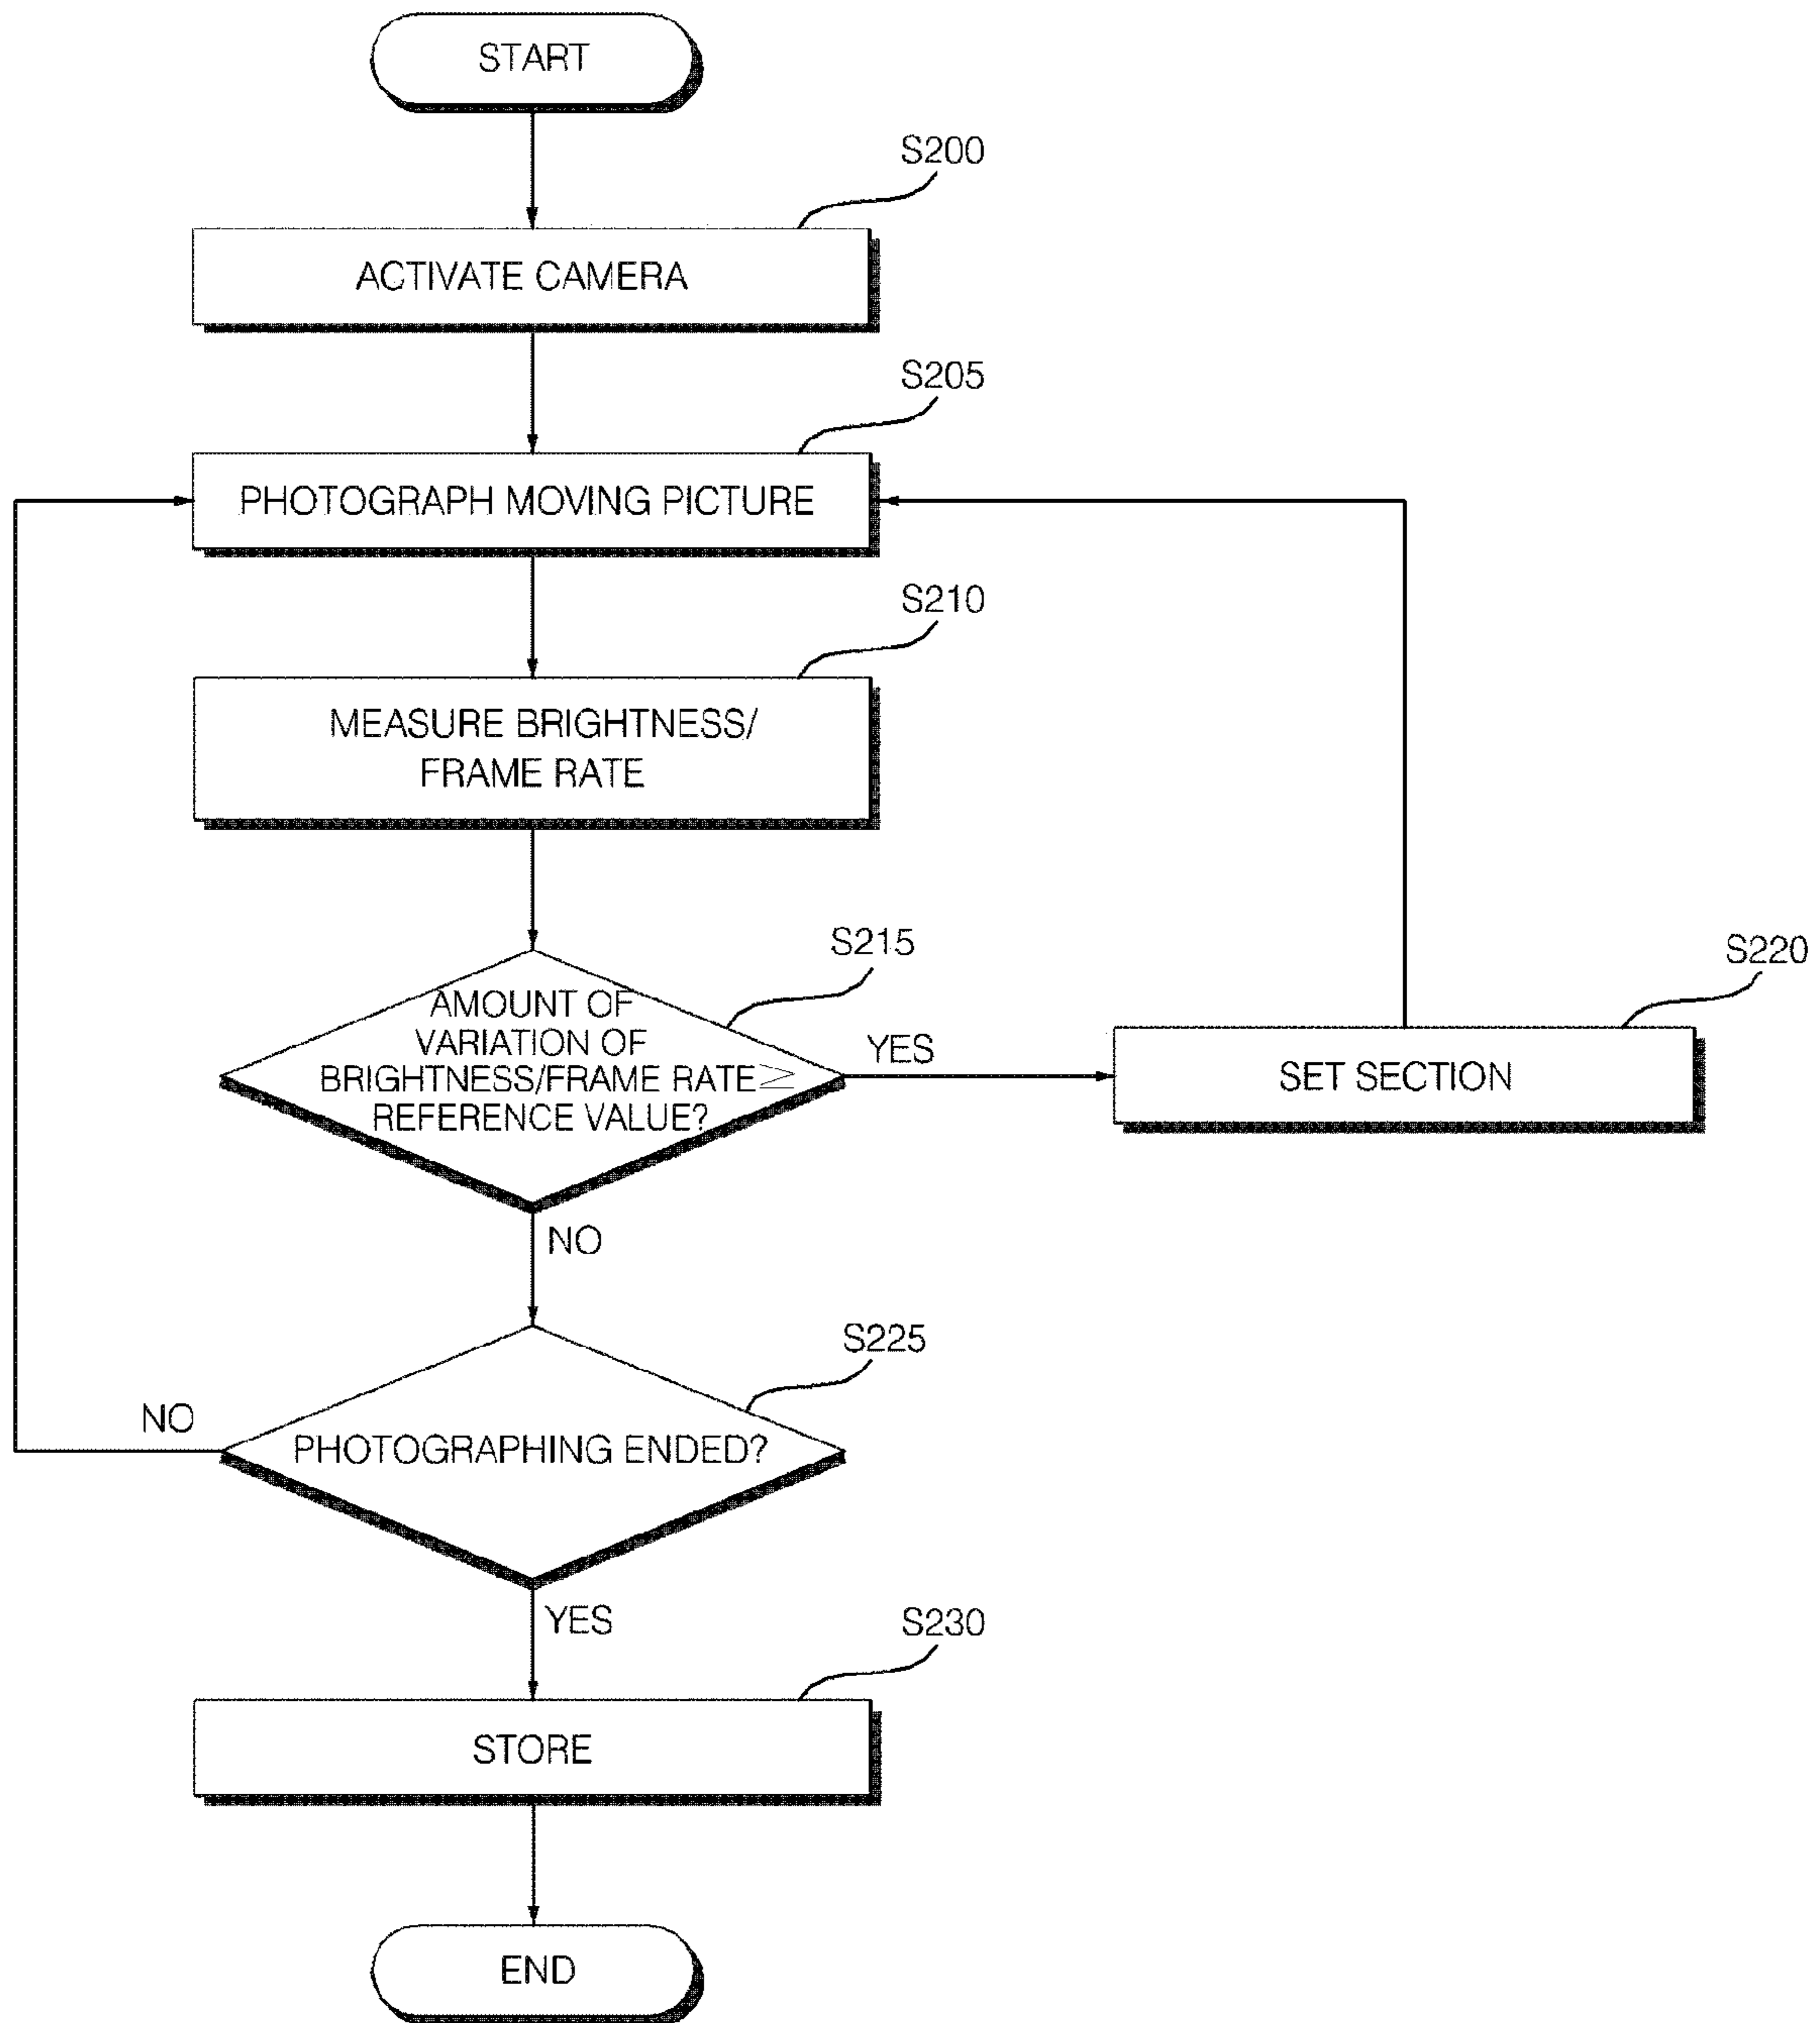 START
S200
ACTIVATE CAMERA
S205
PHOTOGRAPH MOVING PICTURE
S210
MEASURE BRIGHTNESS/
FRAME RATE
S215
AMOUNT OF
VARIATION OF
BRIGHTNESS/FRAME RATE≥
REFERENCE VALUE?
YES
S220
SET SECTION
NO
S225
PHOTOGRAPHING ENDED?
NO
YES
S230
STORE
END